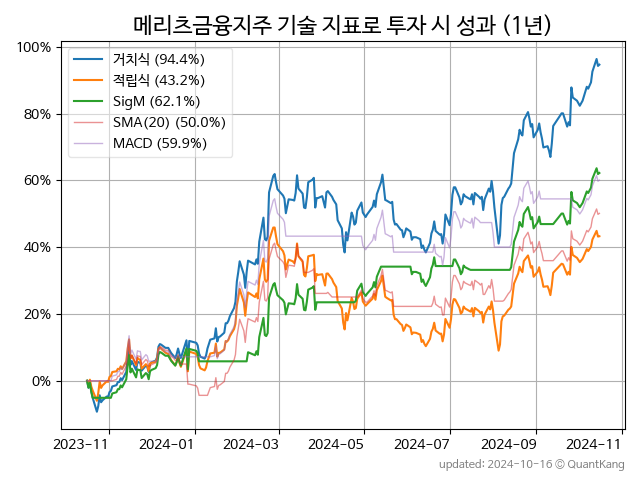 메리츠금융지주 기술 지표로 투자 시 성과 (1년)
100%
80%
60%
40%
20%
0%
거치식 (94.4%)
적립식 (43.2%)
SigM (62.1%)
SMA(20) (50.0%)
MACD (59.9%)
2023-11 2024-01 2024-03 2024-05 2024-07 2024-09 2024-11
updated: 2024-10-16 © QuantKang